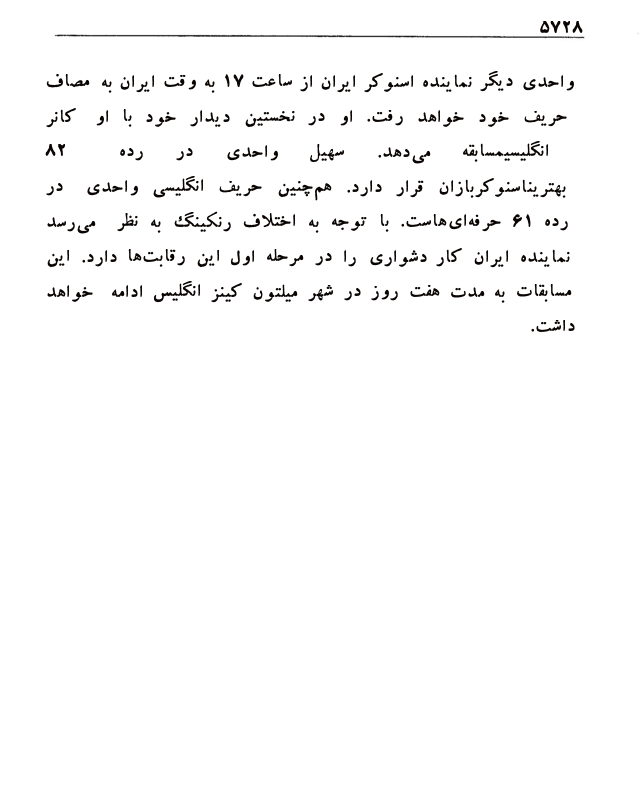 ۵۷۲۸
واحدی دیگر نماینده اسنوکر ایران از ساعت ۱۷ به وقت ایران به مصاف
حریف خود خواهد رفت. او در نخستین دیدار خود با او کانر
انگلیسیمسابقه می‌دهد. سهیل واحدی در رده ۸۲
بهتریناسنوکربازان قرار دارد. هم‌چنین حریف انگلیسی واحدی در
رده ۶۱ حرفه‌ای‌هاست. با توجه به اختلاف رنکینگ به نظر می‌رسد
نماینده ایران کار دشواری را در مرحله اول این رقابت‌ها دارد. این
مسابقات به مدت هفت روز در شهر میلتون کینز انگلیس ادامه خواهد
داشت.